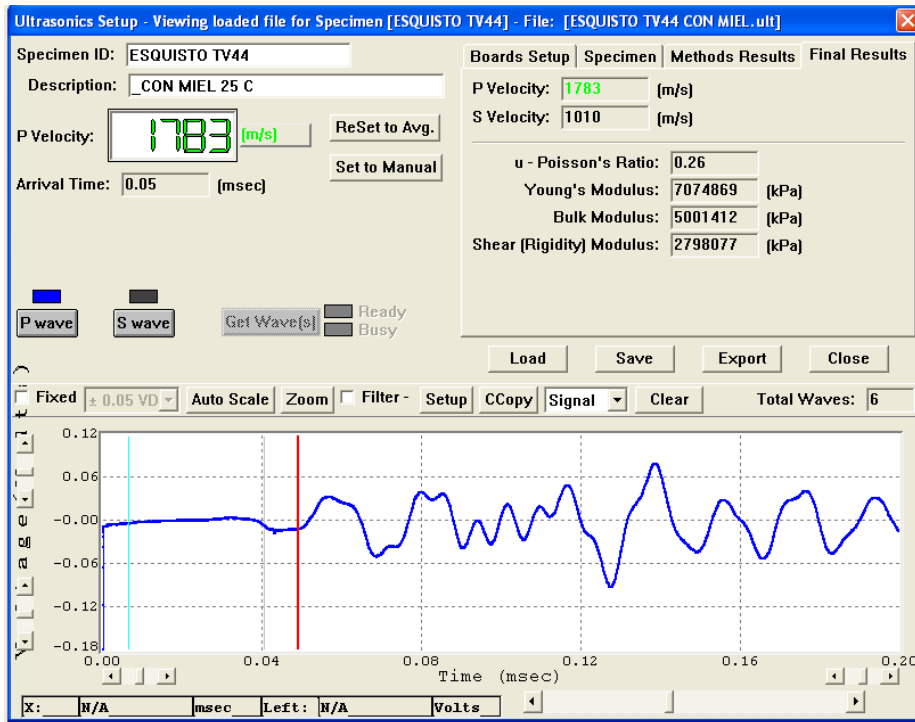 Ultrasonics Setup - Viewing loaded file for Specimen [ESQUISTO TV44] - File: [ESQUISTO TV44 CON MIEL.ult]
Specimen ID: ESQUISTO TV44
Description: _CON MIEL 25 C
P Velocity: 1783 (m/s)
ReSet to Avg.
Set to Manual
Arrival Time: 0.05 (msec)
Boards Setup Specimen Methods Results Final Results
P Velocity: 1783 (m/s)
S Velocity: 1010 (m/s)
u - Poisson's Ratio: 0.26
Young's Modulus: 7074869 (kPa)
Bulk Modulus: 5001412 (kPa)
Shear (Rigidity) Modulus: 2798077 (kPa)
P wave S wave Get Wave(s) Ready
Busy
Load Save Export Close
Fixed ± 0.05 VD Auto Scale Zoom Filter - Setup CCopy Signal Clear Total Waves: 6
0.12
0.06
-0.00
-0.06
-0.12
-0.18
0.00 0.04 0.08 0.12 0.16 0.20
Time (msec)
X: N/A msec Left: N/A Volts